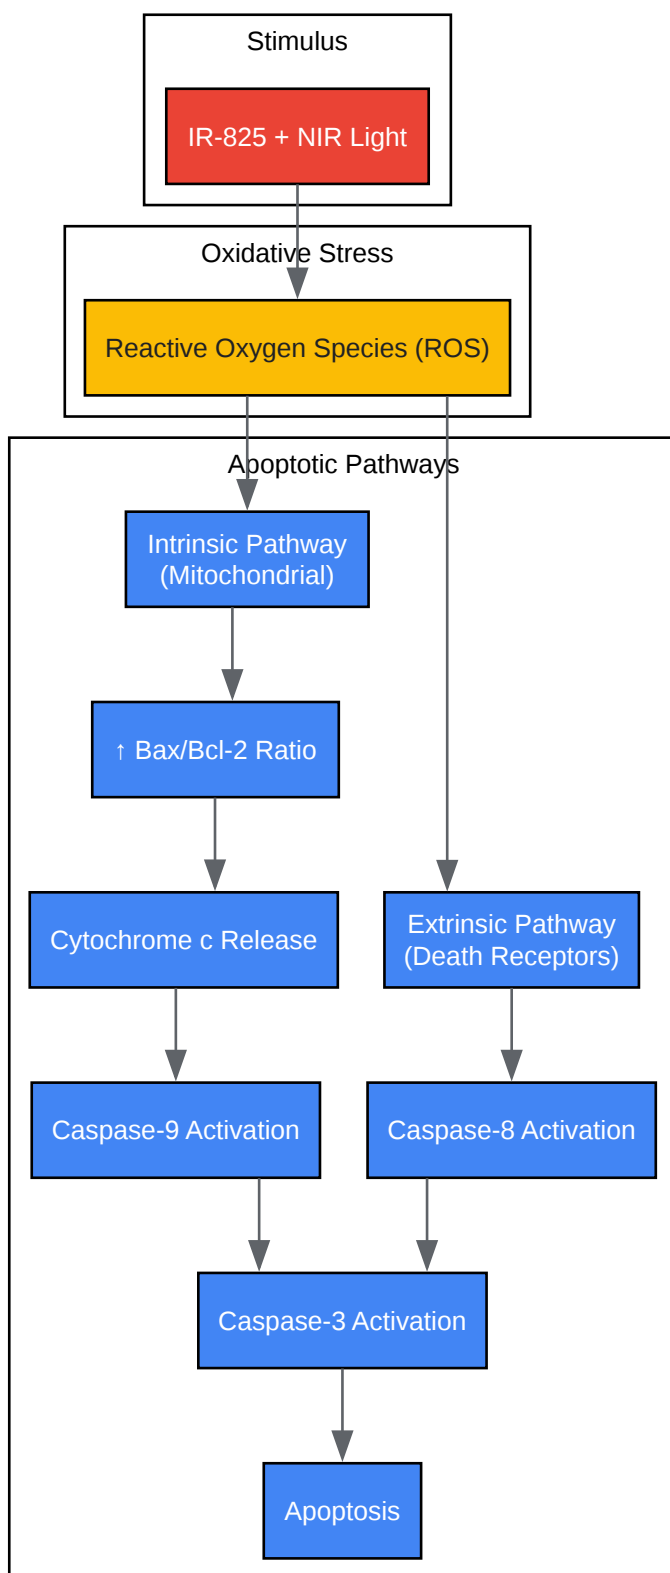 Stimulus
IR-825 + NIR Light
Oxidative Stress
Reactive Oxygen Species (ROS)
Apoptotic Pathways
Intrinsic Pathway
(Mitochondrial)
↑ Bax/Bcl-2 Ratio
Cytochrome c Release
Extrinsic Pathway
(Death Receptors)
Caspase-9 Activation
Caspase-8 Activation
Caspase-3 Activation
Apoptosis